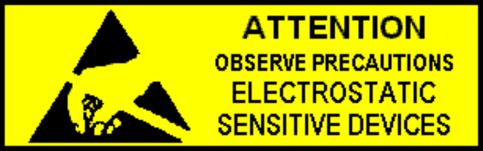 ATTENTION
OBSERVE PRECAUTIONS
ELECTROSTATIC
SENSITIVE DEVICES